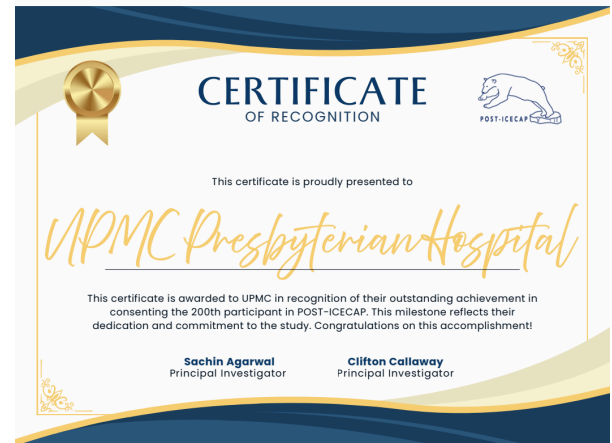 CERTIFICATE
OF RECOGNITION
POST-ICECAP
This certificate is proudly presented to
UPMC Presbyterian Hospital
This certificate is awarded to UPMC in recognition of their outstanding achievement in
consenting the 200th participant in POST-ICECAP. This milestone reflects their
dedication and commitment to the study. Congratulations on this accomplishment!
Sachin Agarwal Clifton Callaway
Principal Investigator Principal Investigator